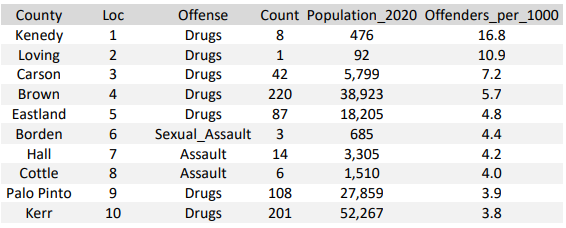 County Loc Offense Count Population_2020 Offenders_per_1000
Kenedy 1 Drugs 8 476 16.8
Loving 2 Drugs 1 92 10.9
Carson 3 Drugs 42 5,799 7.2
Brown 4 Drugs 220 38,923 5.7
Eastland 5 Drugs 87 18,205 4.8
Borden 6 Sexual_Assault 3 685 4.4
Hall 7 Assault 14 3,305 4.2
Cottle 8 Assault 6 1,510 4.0
Palo Pinto 9 Drugs 108 27,859 3.9
Kerr 10 Drugs 201 52,267 3.8